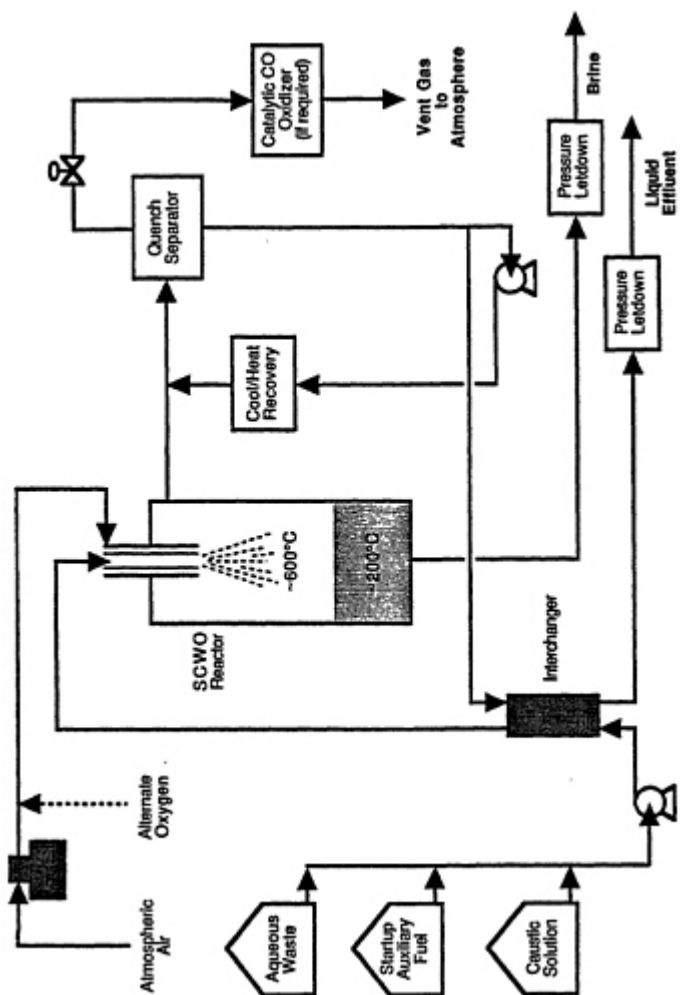 Atmospheric
Air
Alternate
Oxygen
Aqueous
Waste
Startup
Auxiliary
Fuel
Caustic
Solution
SCWO
Reactor
~600°C
~200°C
Interchanger
Cool/Heat
Recovery
Quench
Separator
Catalytic CO
Oxidizer
(if required)
Vent Gas
to
Atmosphere
Pressure
Letdown
Brine
Pressure
Letdown
Liquid
Effluent